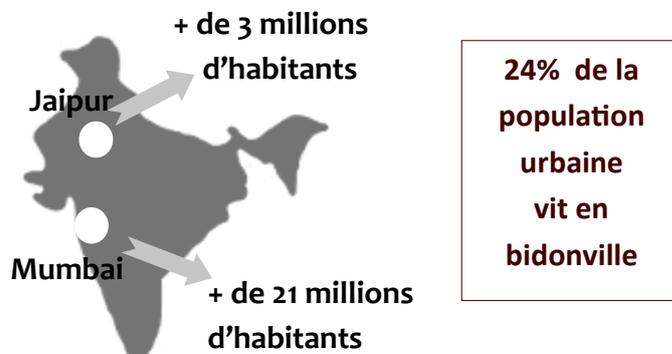 + de 3 millions
d'habitants
Jaipur
Mumbai
+ de 21 millions
d'habitants
24% de la
population
urbaine
vit en
bidonville